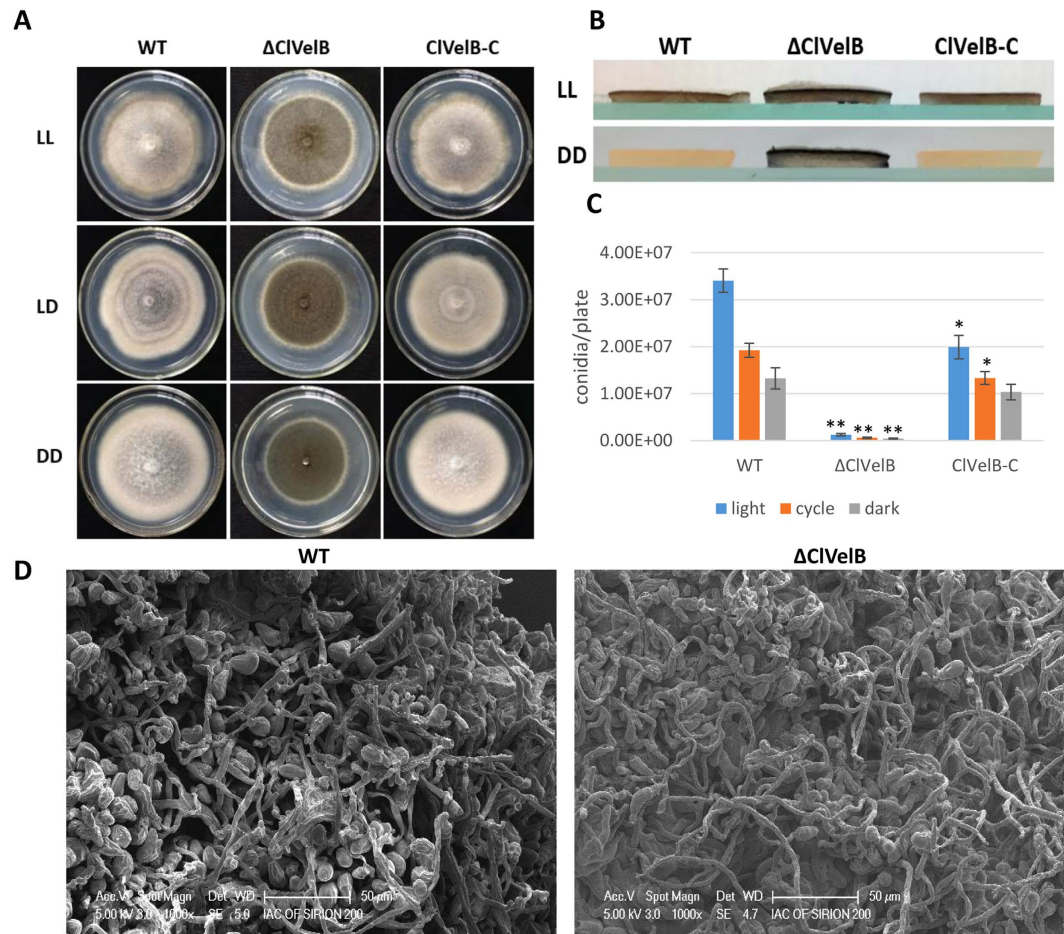 A
WT ΔClVelB ClVelB-C
LL
LD
DD
B
WT ΔClVelB ClVelB-C
LL
DD
C
4.00E+07
3.00E+07
2.00E+07
1.00E+07
0.00E+00
conidia/plate
** ** **
* *
WT ΔClVelB ClVelB-C
light cycle dark
D
WT ΔClVelB
Acc.V Spot Magn Det WD 50 μm
5.00 kV 3.0 1000x SE 5.0 IAC OF SIRION 200
Acc.V Spot Magn Det WD 50 μm
5.00 kV 3.0 1000x SE 4.7 IAC OF SIRION 200